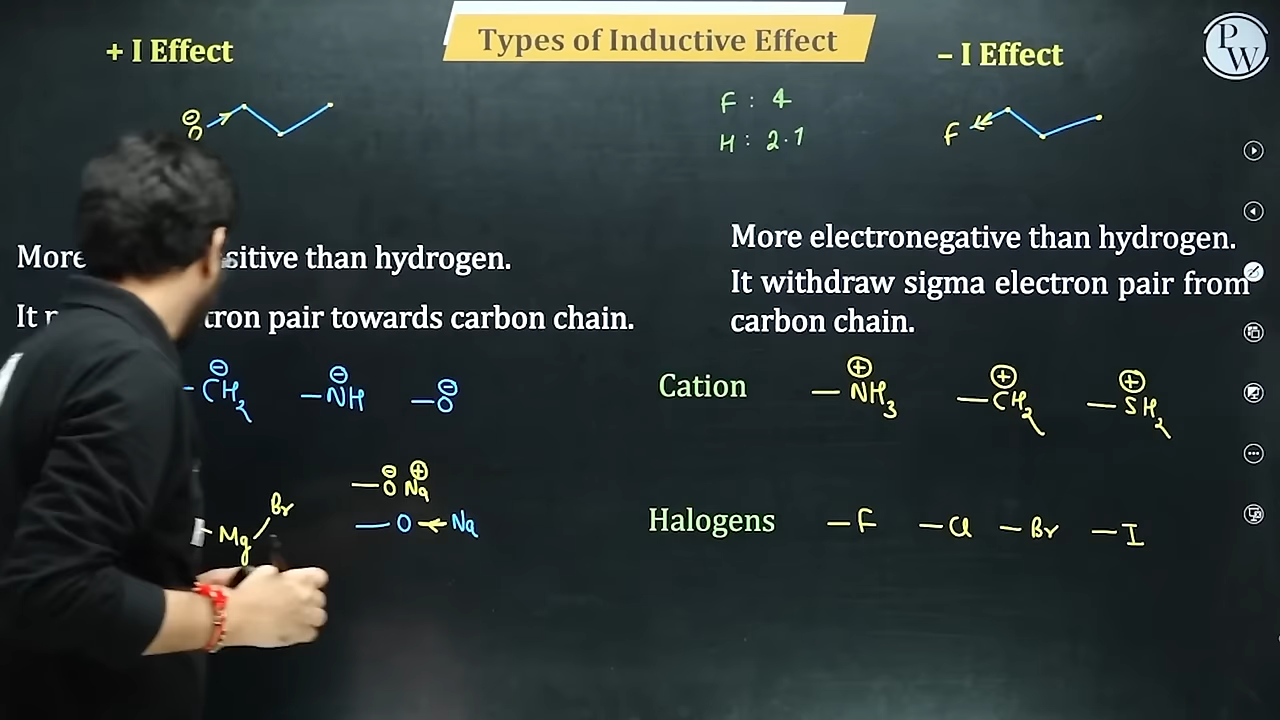 Types of Inductive Effect
+ I Effect
– I Effect
PW
⊖
O
F : 4
H : 2.1
F
More sitive than hydrogen.
It tron pair towards carbon chain.
More electronegative than hydrogen.
It withdraw sigma electron pair from
carbon chain.
–CH₂⊖ –NH⊖ –O⊖
Cation –NH₃⊕ –CH₂⊕ –SH₂⊕
–O⊖ Na⊕
–O ← Na
–Mg Br
Halogens –F –Cl –Br –I